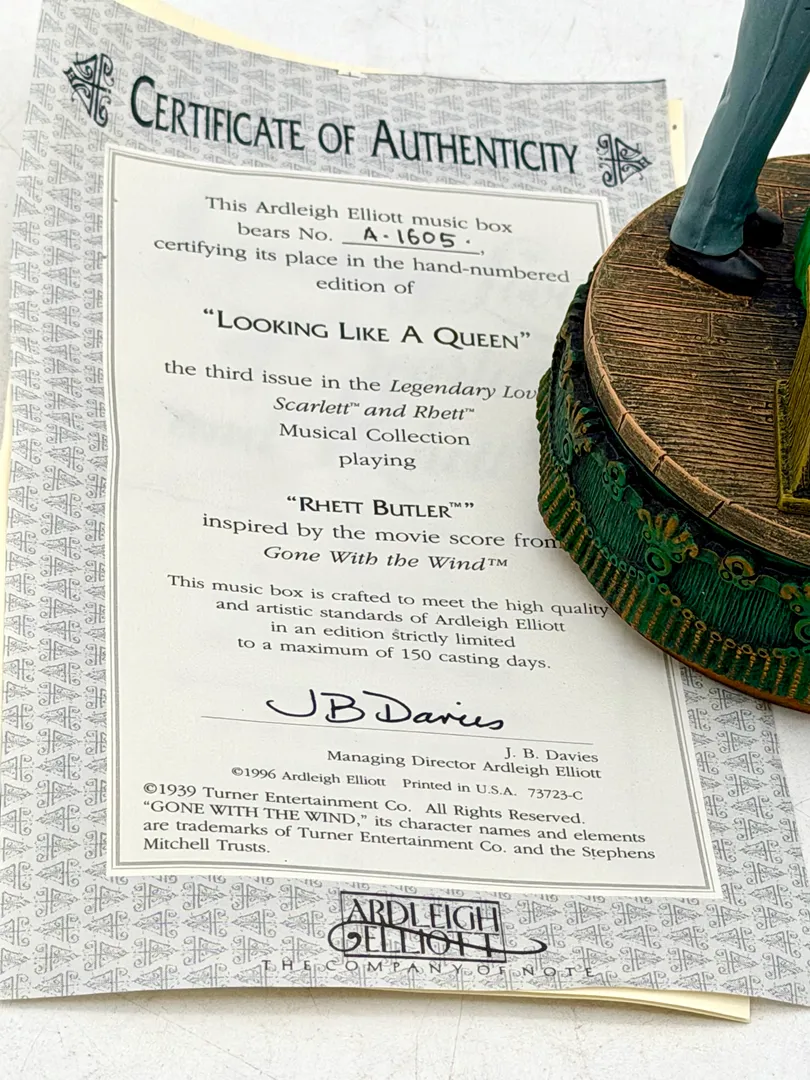 CERTIFICATE OF AUTHENTICITY
This Ardleigh Elliott music box
bears No. A-1605.,
certifying its place in the hand-numbered
edition of
"LOOKING LIKE A QUEEN"
the third issue in the Legendary
Scarlett™ and Rhett™
Musical Collection
playing
"RHETT BUTLER™"
inspired by the movie score from
Gone With the Wind™
This music box is crafted to meet the high quality
and artistic standards of Ardleigh Elliott
in an edition strictly limited
to a maximum of 150 casting days.
JB Davies
J. B. Davies
Managing Director Ardleigh Elliott
©1996 Ardleigh Elliott Printed in U.S.A. 73723-C
©1939 Turner Entertainment Co. All Rights Reserved.
"GONE WITH THE WIND," its character names and elements
are trademarks of Turner Entertainment Co. and the Stephens
Mitchell Trusts.
ARDLEIGH
ELLIOTT
THE COMPANY OF NOTE